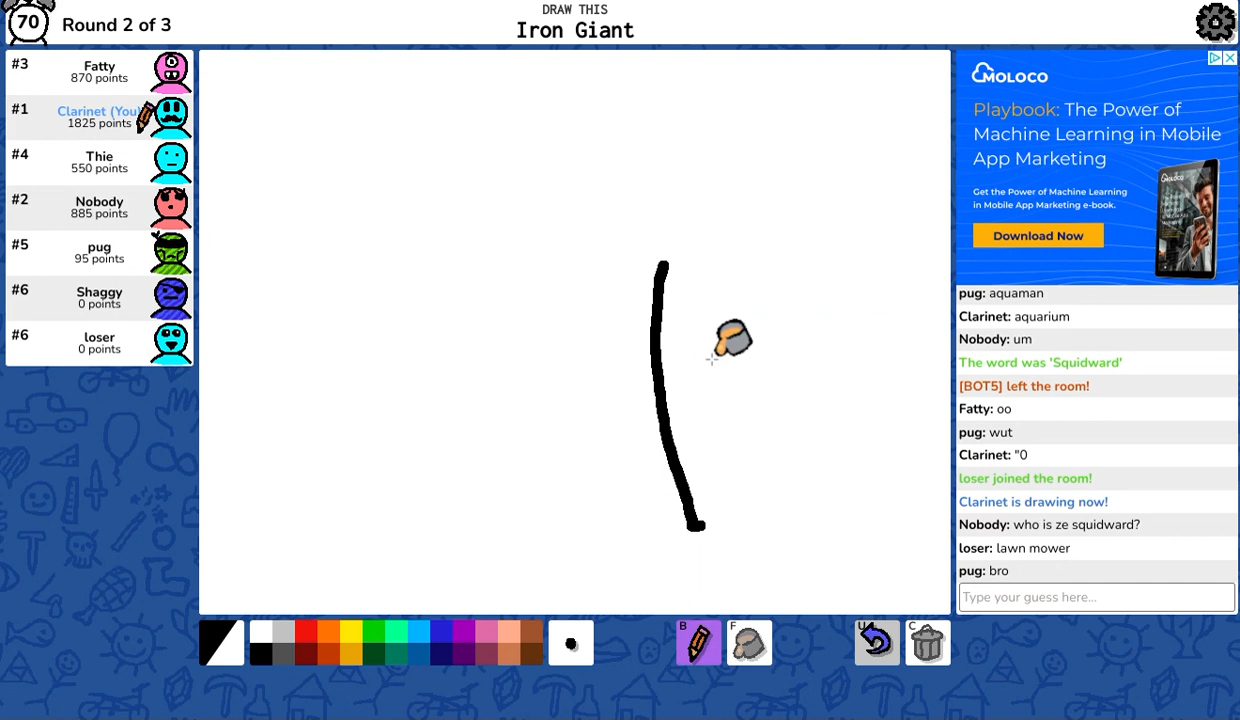 70
Round 2 of 3
DRAW THIS
Iron Giant
#3
Fatty
870 points
#1
Clarinet (You)
1825 points
#4
Thie
550 points
#2
Nobody
885 points
#5
pug
95 points
#6
Shaggy
0 points
#6
loser
0 points
MOLOCO
Playbook: The Power of
Machine Learning in Mobile
App Marketing
Get the Power of Machine Learning
in Mobile App Marketing e-book.
Download Now
pug: aquaman
Clarinet: aquarium
Nobody: um
The word was 'Squidward'
[BOT5] left the room!
Fatty: oo
pug: wut
Clarinet: "0
loser joined the room!
Clarinet is drawing now!
Nobody: who is ze squidward?
loser: lawn mower
pug: bro
Type your guess here...
B
F
U
C